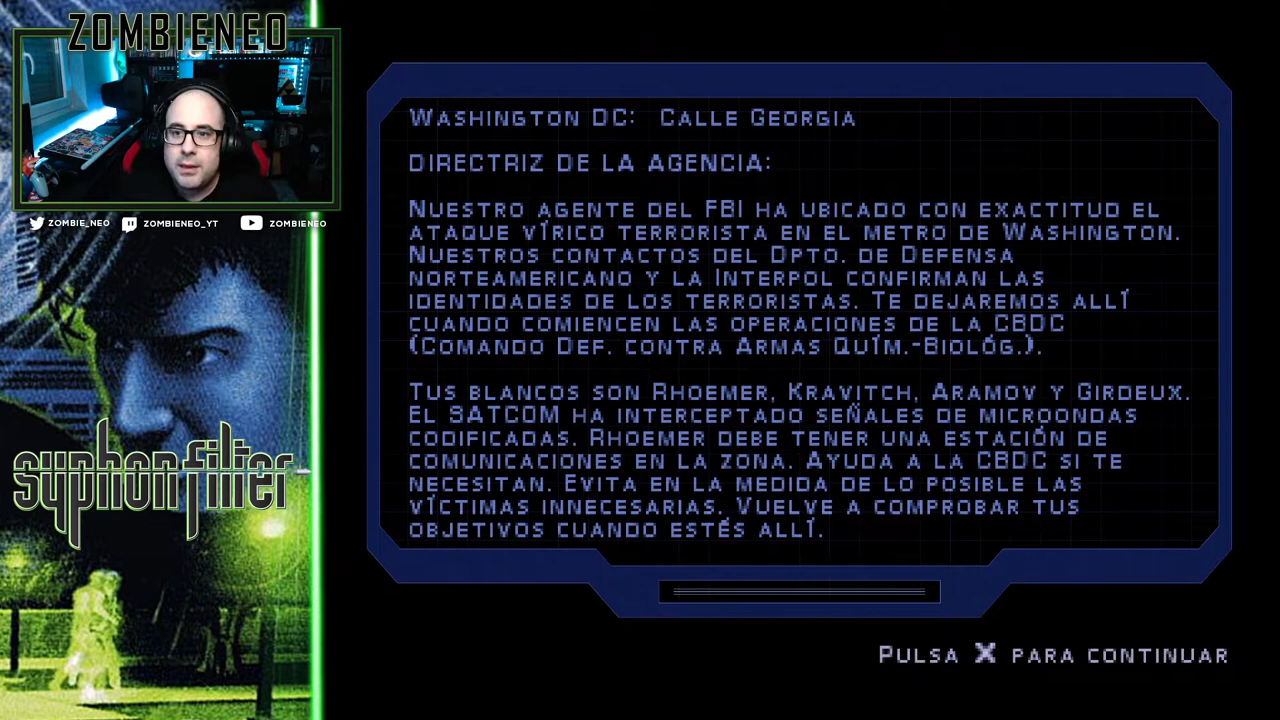 ZOMBIENEO
ZOMBIE_NEO
ZOMBIENEO_YT
ZOMBIENEO
syphon filter
WASHINGTON DC: CALLE GEORGIA
DIRECTRIZ DE LA AGENCIA:
NUESTRO AGENTE DEL FBI HA UBICADO CON EXACTITUD EL
ATAQUE VÍRICO TERRORISTA EN EL METRO DE WASHINGTON.
NUESTROS CONTACTOS DEL DPTO. DE DEFENSA
NORTEAMERICANO Y LA INTERPOL CONFIRMAN LAS
IDENTIDADES DE LOS TERRORISTAS. TE DEJAREMOS ALLÍ
CUANDO COMIENCEN LAS OPERACIONES DE LA CBDC
(COMANDO DEF. CONTRA ARMAS QUÍM.-BIOLÓG.).
TUS BLANCOS SON RHOEMER, KRAVITCH, ARAMOV Y GIRDEUX.
EL SATCOM HA INTERCEPTADO SEÑALES DE MICROONDAS
CODIFICADAS. RHOEMER DEBE TENER UNA ESTACIÓN DE
COMUNICACIONES EN LA ZONA. AYUDA A LA CBDC SI TE
NECESITAN. EVITA EN LA MEDIDA DE LO POSIBLE LAS
VÍCTIMAS INNECESARIAS. VUELVE A COMPROBAR TUS
OBJETIVOS CUANDO ESTÉS ALLÍ.
PULSA X PARA CONTINUAR